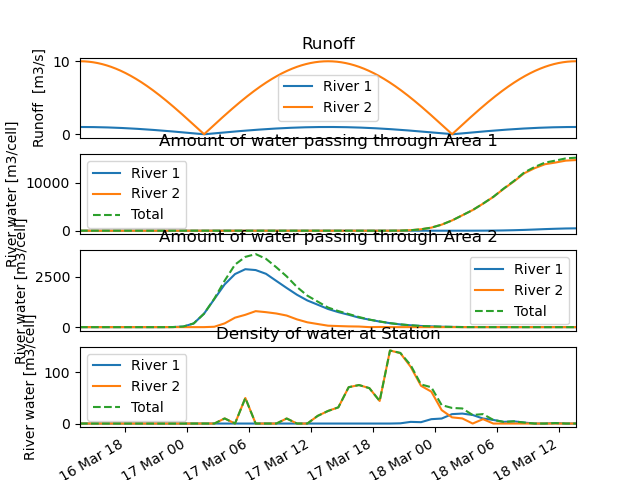 Runoff
Runoff  [m3/s]
10
0
River 1
River 2
Amount of water passing through Area 1
River water [m3/cell]
10000
0
River 1
River 2
Total
Amount of water passing through Area 2
River water [m3/cell]
2500
0
River 1
River 2
Total
Density of water at Station
River water [m3/cell]
100
0
River 1
River 2
Total
16 Mar 18
17 Mar 00
17 Mar 06
17 Mar 12
17 Mar 18
18 Mar 00
18 Mar 06
18 Mar 12